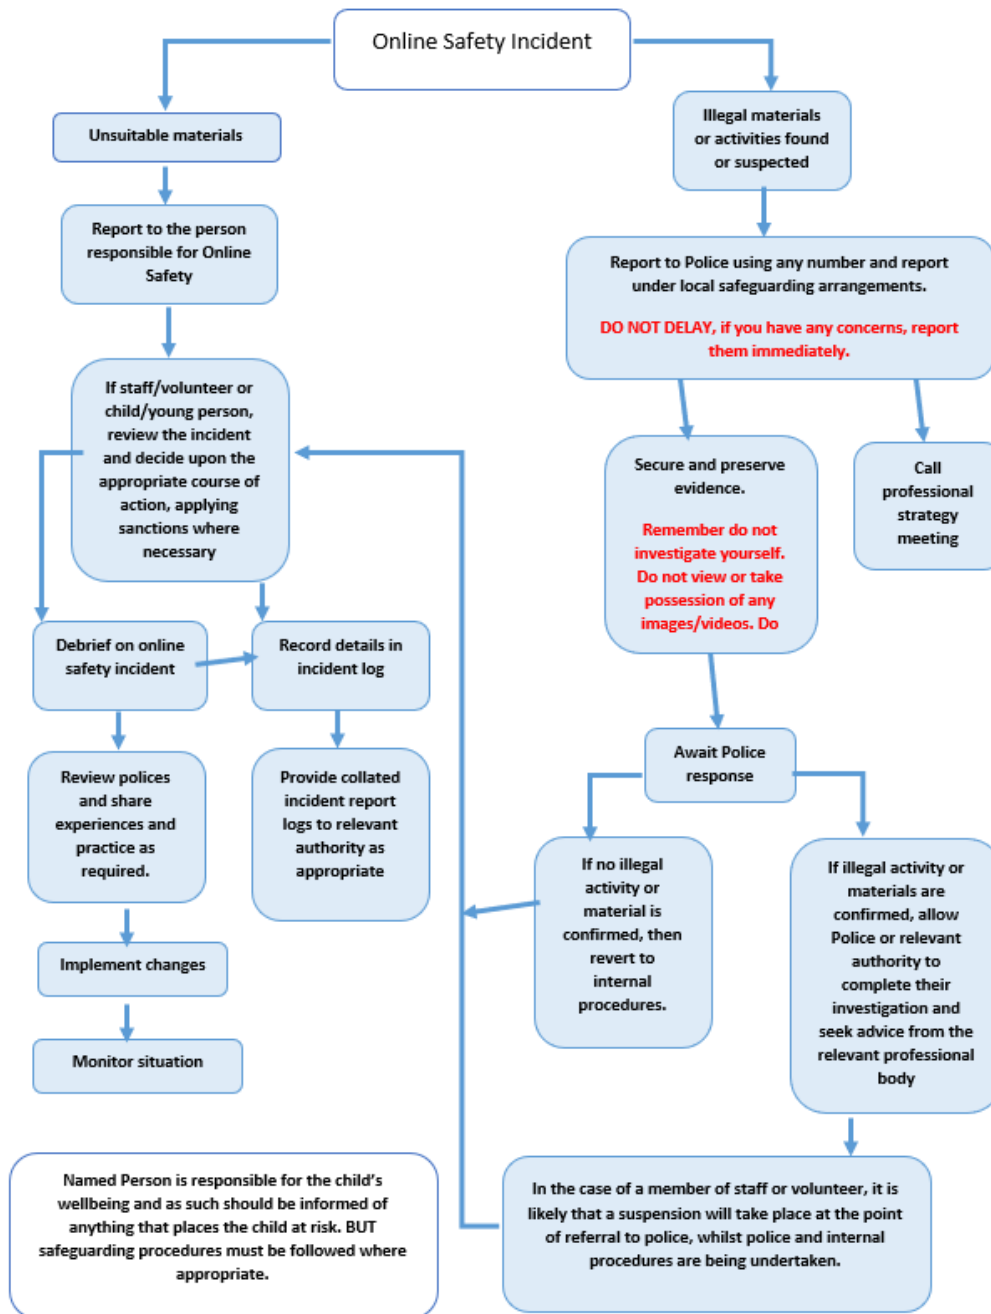 Online Safety Incident
Unsuitable materials
Illegal materials
or activities found
or suspected
Report to the person
responsible for Online
Safety
Report to Police using any number and report
under local safeguarding arrangements.
DO NOT DELAY, if you have any concerns, report
them immediately.
If staff/volunteer or
child/young person,
review the incident
and decide upon the
appropriate course of
action, applying
sanctions where
necessary
Secure and preserve
evidence.
Remember do not
investigate yourself.
Do not view or take
possession of any
images/videos. Do
Call
professional
strategy
meeting
Debrief on online
safety incident
Record details in
incident log
Review polices
and share
experiences and
practice as
required.
Provide collated
incident report
logs to relevant
authority as
appropriate
Await Police
response
If no illegal
activity or
material is
confirmed, then
revert to
internal
procedures.
If illegal activity or
materials are
confirmed, allow
Police or relevant
authority to
complete their
investigation and
seek advice from the
relevant professional
body
Implement changes
Monitor situation
Named Person is responsible for the child's
wellbeing and as such should be informed of
anything that places the child at risk. BUT
safeguarding procedures must be followed where
appropriate.
In the case of a member of staff or volunteer, it is
likely that a suspension will take place at the point
of referral to police, whilst police and internal
procedures are being undertaken.